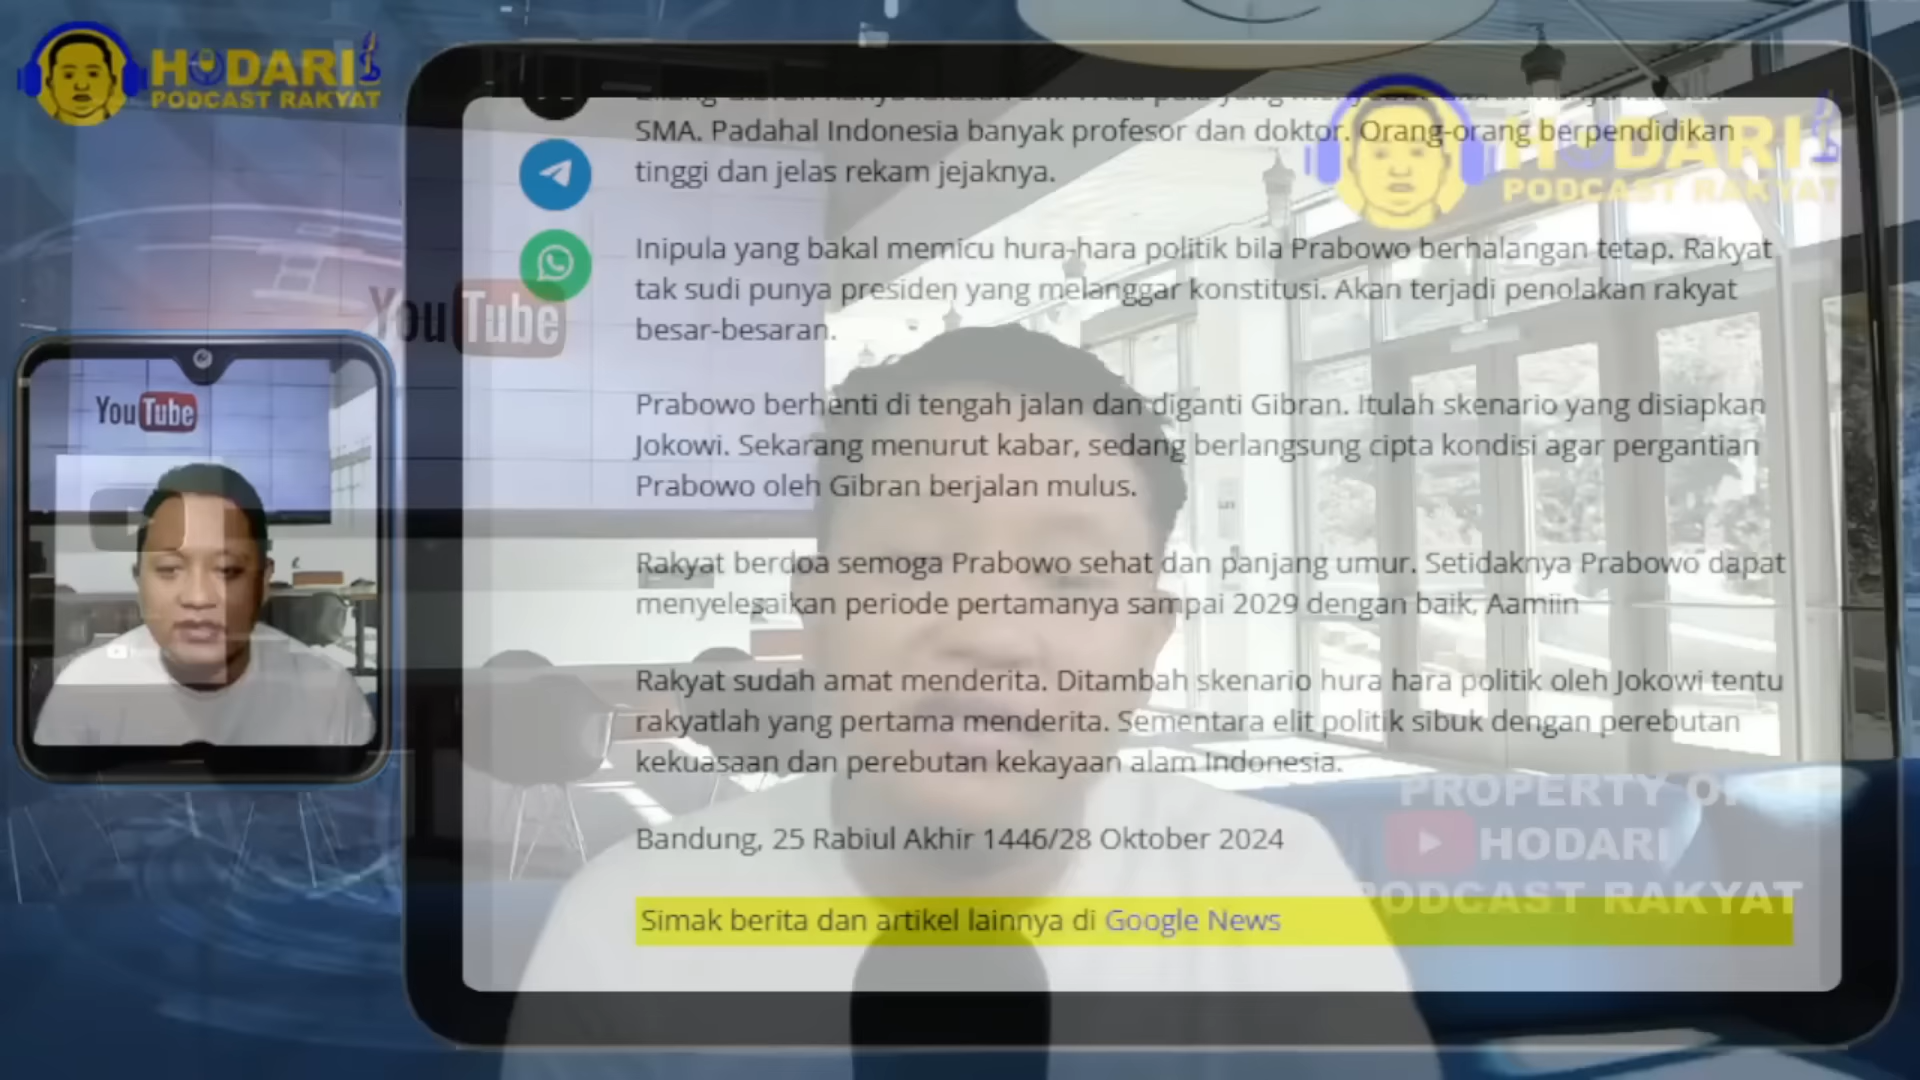 HODARI
PODCAST RAKYAT
HODARI
PODCAST RAKYAT
SMA. Padahal Indonesia banyak profesor dan doktor. Orang-orang berpendidikan
tinggi dan jelas rekam jejaknya.
Inipula yang bakal memicu hura-hara politik bila Prabowo berhalangan tetap. Rakyat
tak sudi punya presiden yang melanggar konstitusi. Akan terjadi penolakan rakyat
besar-besaran.
YouTube
YouTube
Prabowo berhenti di tengah jalan dan diganti Gibran. Itulah skenario yang disiapkan
Jokowi. Sekarang menurut kabar, sedang berlangsung cipta kondisi agar pergantian
Prabowo oleh Gibran berjalan mulus.
Rakyat berdoa semoga Prabowo sehat dan panjang umur. Setidaknya Prabowo dapat
menyelesaikan periode pertamanya sampai 2029 dengan baik, Aamiin
Rakyat sudah amat menderita. Ditambah skenario hura hara politik oleh Jokowi tentu
rakyatlah yang pertama menderita. Sementara elit politik sibuk dengan perebutan
kekuasaan dan perebutan kekayaan alam Indonesia.
Bandung, 25 Rabiul Akhir 1446/28 Oktober 2024
PROPERTY OF
HODARI
PODCAST RAKYAT
Simak berita dan artikel lainnya di Google News